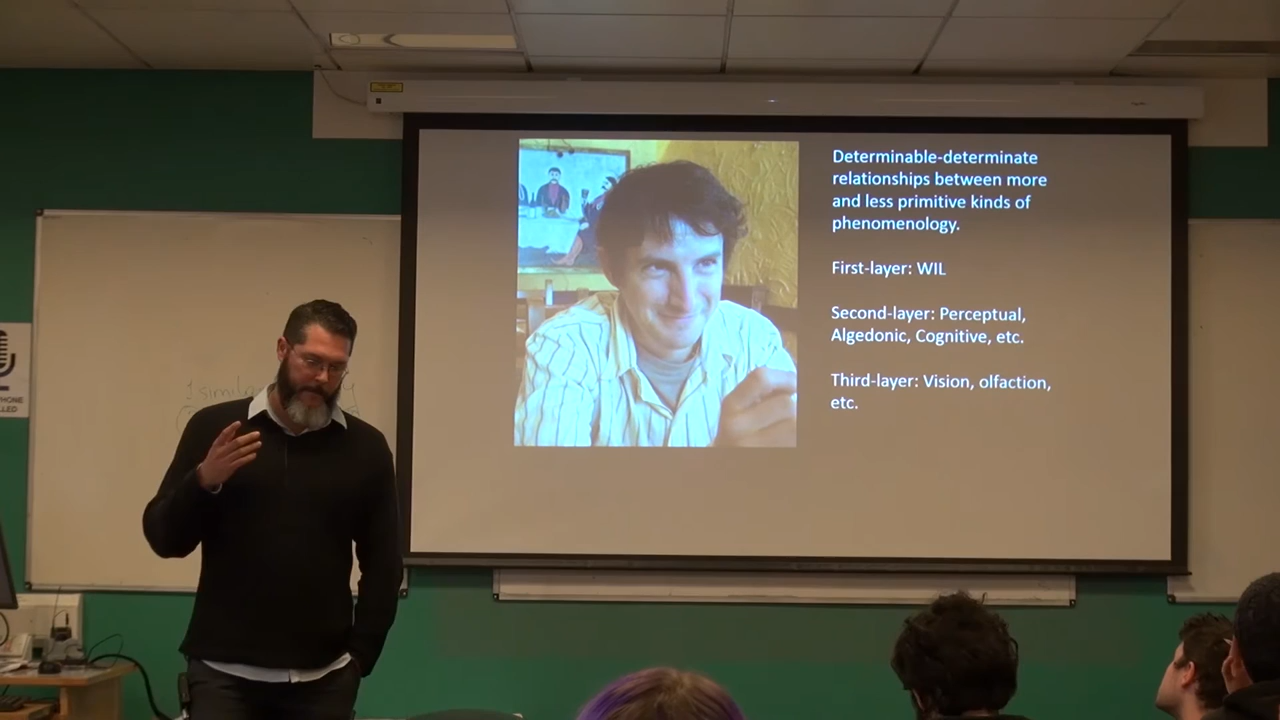 Determinable-determinate
relationships between more
and less primitive kinds of
phenomenology.
First-layer: WIL
Second-layer: Perceptual,
Algedonic, Cognitive, etc.
Third-layer: Vision, olfaction,
etc.